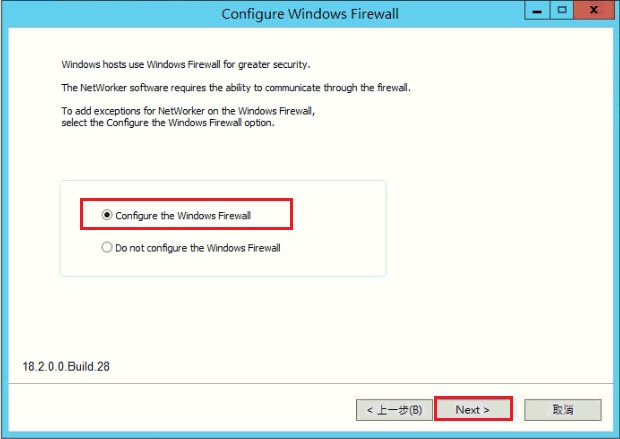 Configure Windows Firewall
Windows hosts use Windows Firewall for greater security.
The NetWorker software requires the ability to communicate through the firewall.
To add exceptions for NetWorker on the Windows Firewall,
select the Configure the Windows Firewall option.
Configure the Windows Firewall
Do not configure the Windows Firewall
18.2.0.0.Build.28
< 上一步(B) Next > 取消